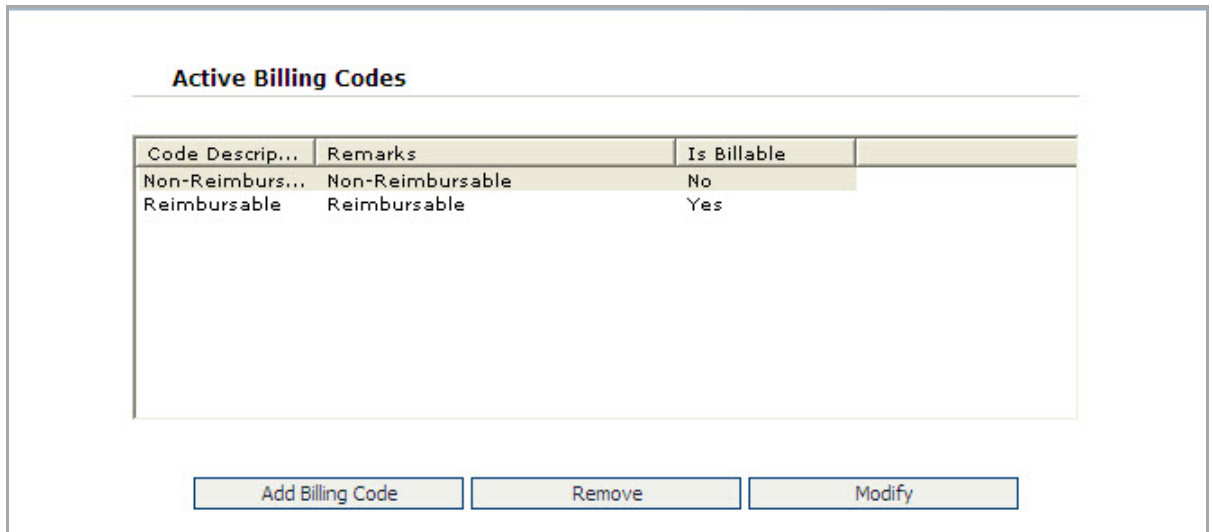 Active Billing Codes
Code Descrip... Remarks Is Billable
Non-Reimburs... Non-Reimbursable No
Reimbursable Reimbursable Yes
Add Billing Code Remove Modify